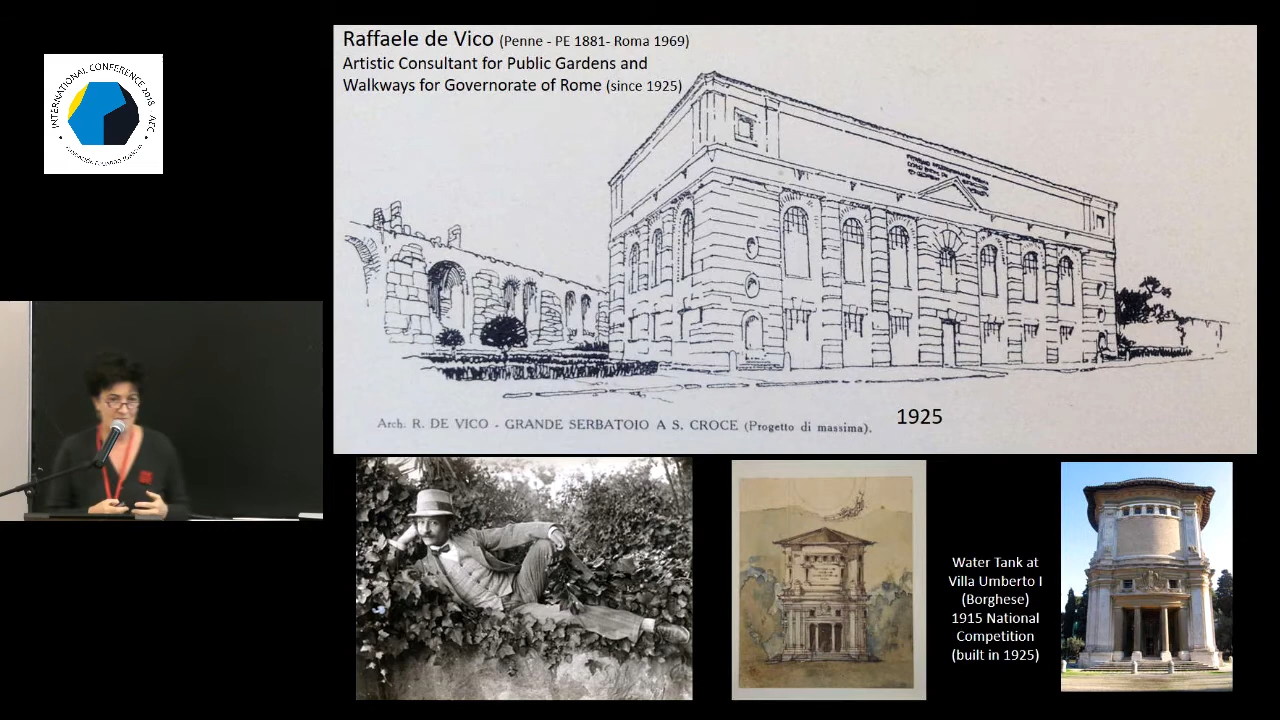 INTERNATIONAL CONFERENCE 2018 AEC
Raffaele de Vico (Penne - PE 1881- Roma 1969)
Artistic Consultant for Public Gardens and
Walkways for Governorate of Rome (since 1925)
Arch. R. DE VICO - GRANDE SERBATOIO A S. CROCE (Progetto di massima).
1925
Water Tank at
Villa Umberto I
(Borghese)
1915 National
Competition
(built in 1925)